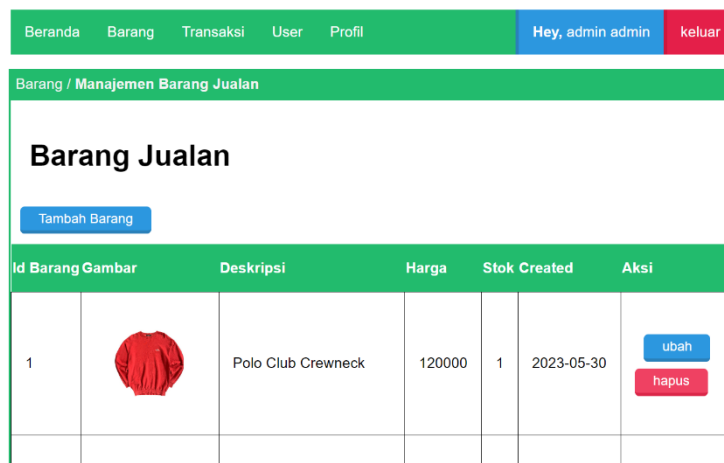 Beranda Barang Transaksi User Profil Hey, admin admin keluar
Barang / Manajemen Barang Jualan
Barang Jualan
Tambah Barang
Id Barang Gambar Deskripsi Harga Stok Created Aksi
1 Polo Club Crewneck 120000 1 2023-05-30 ubah
hapus